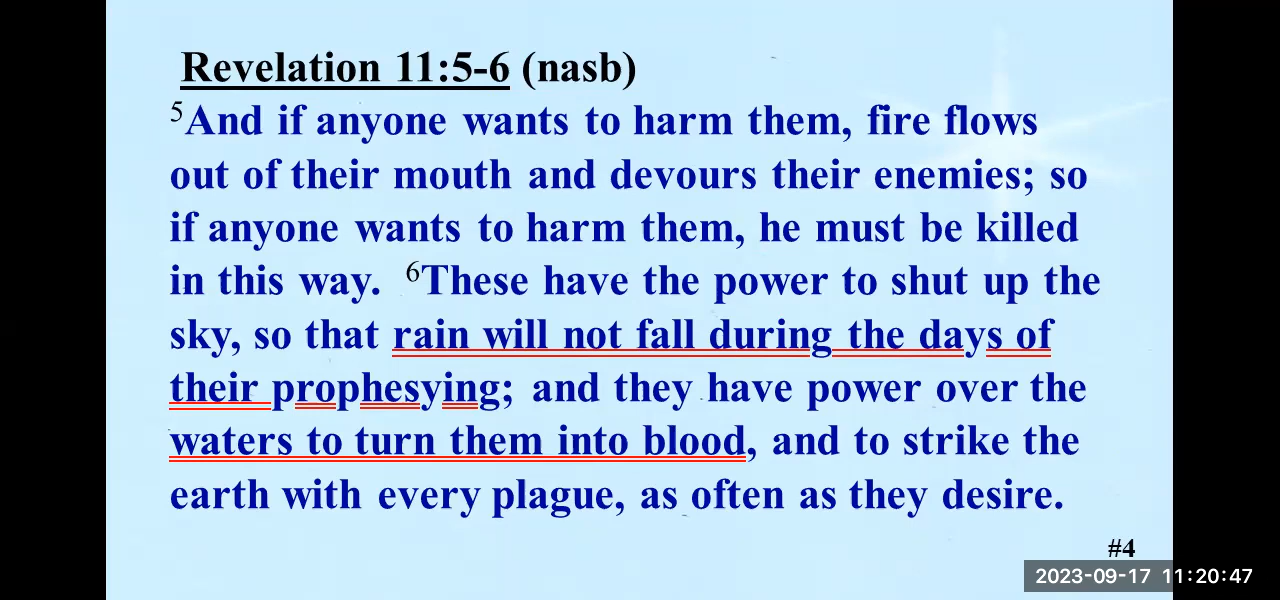 Revelation 11:5-6 (nasb)
5And if anyone wants to harm them, fire flows
out of their mouth and devours their enemies; so
if anyone wants to harm them, he must be killed
in this way. 6These have the power to shut up the
sky, so that rain will not fall during the days of
their prophesying; and they have power over the
waters to turn them into blood, and to strike the
earth with every plague, as often as they desire.
#4
2023-09-17 11:20:47